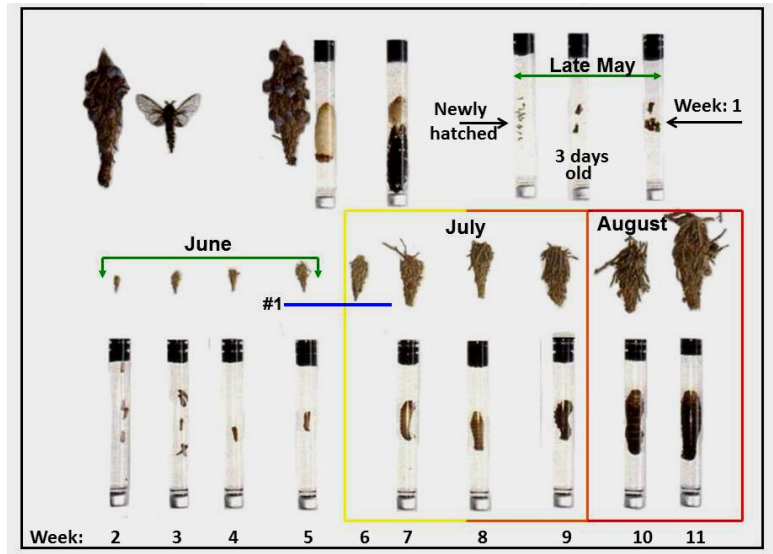 Late May
Newly
hatched
3 days
old
Week: 1
June
July
August
#1
Week: 2 3 4 5 6 7 8 9 10 11